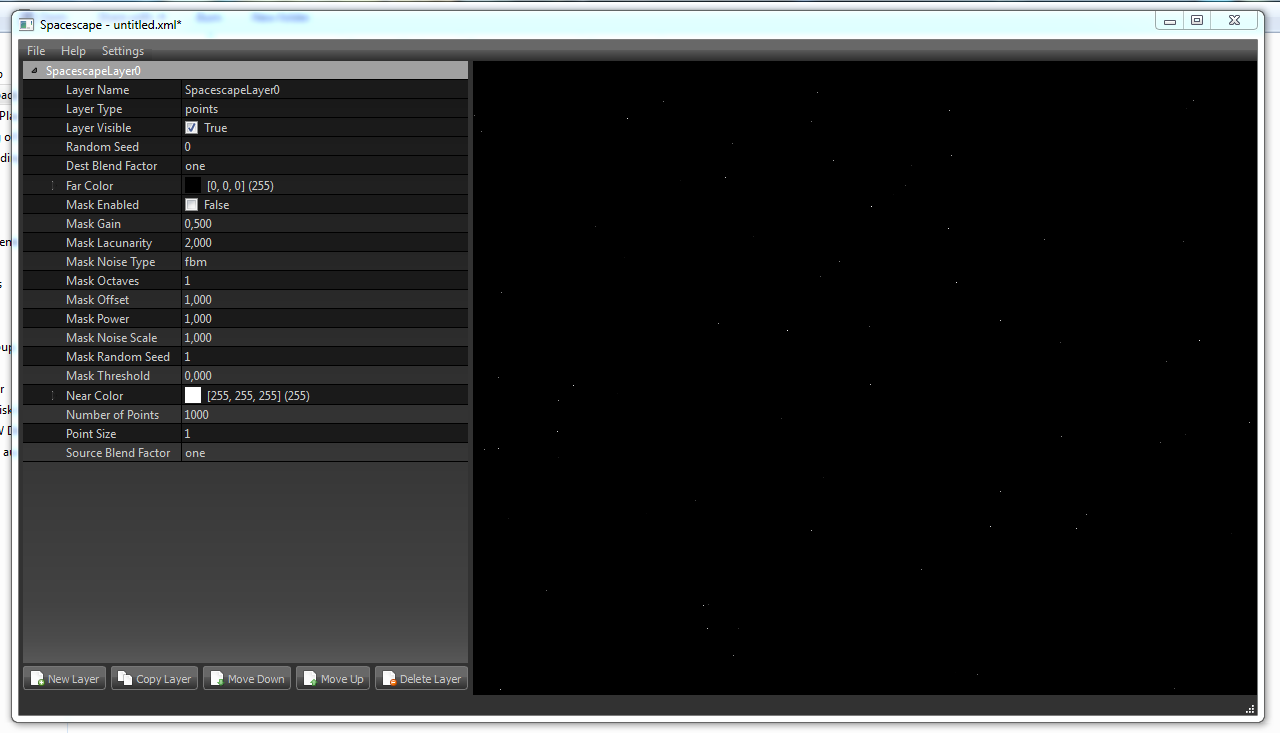 Spacescape - untitled.xml*
File Help Settings
SpacescapeLayer0
Layer Name SpacescapeLayer0
Layer Type points
Layer Visible True
Random Seed 0
Dest Blend Factor one
Far Color [0, 0, 0] (255)
Mask Enabled False
Mask Gain 0,500
Mask Lacunarity 2,000
Mask Noise Type fbm
Mask Octaves 1
Mask Offset 1,000
Mask Power 1,000
Mask Noise Scale 1,000
Mask Random Seed 1
Mask Threshold 0,000
Near Color [255, 255, 255] (255)
Number of Points 1000
Point Size 1
Source Blend Factor one
New Layer Copy Layer Move Down Move Up Delete Layer